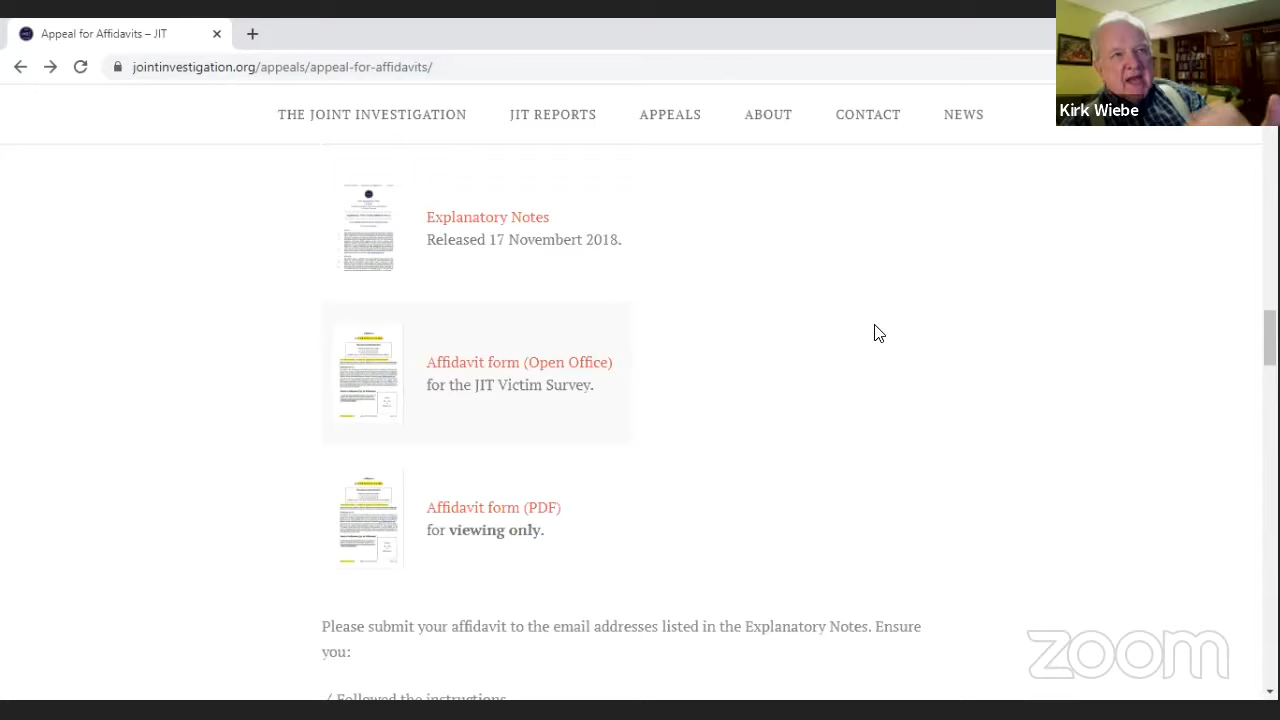 Appeal for Affidavits – JIT
jointinvestigation.org/appeals/appeal-for-affidavits/
Kirk Wiebe
THE JOINT INVESTIGATION JIT REPORTS APPEALS ABOUT CONTACT NEWS
Explanatory Notes
Released 17 Novembert 2018.
Affidavit form (Open Office)
for the JIT Victim Survey.
Affidavit form (PDF)
for viewing only.
Please submit your affidavit to the email addresses listed in the Explanatory Notes. Ensure
you:
Followed the instructions
zoom